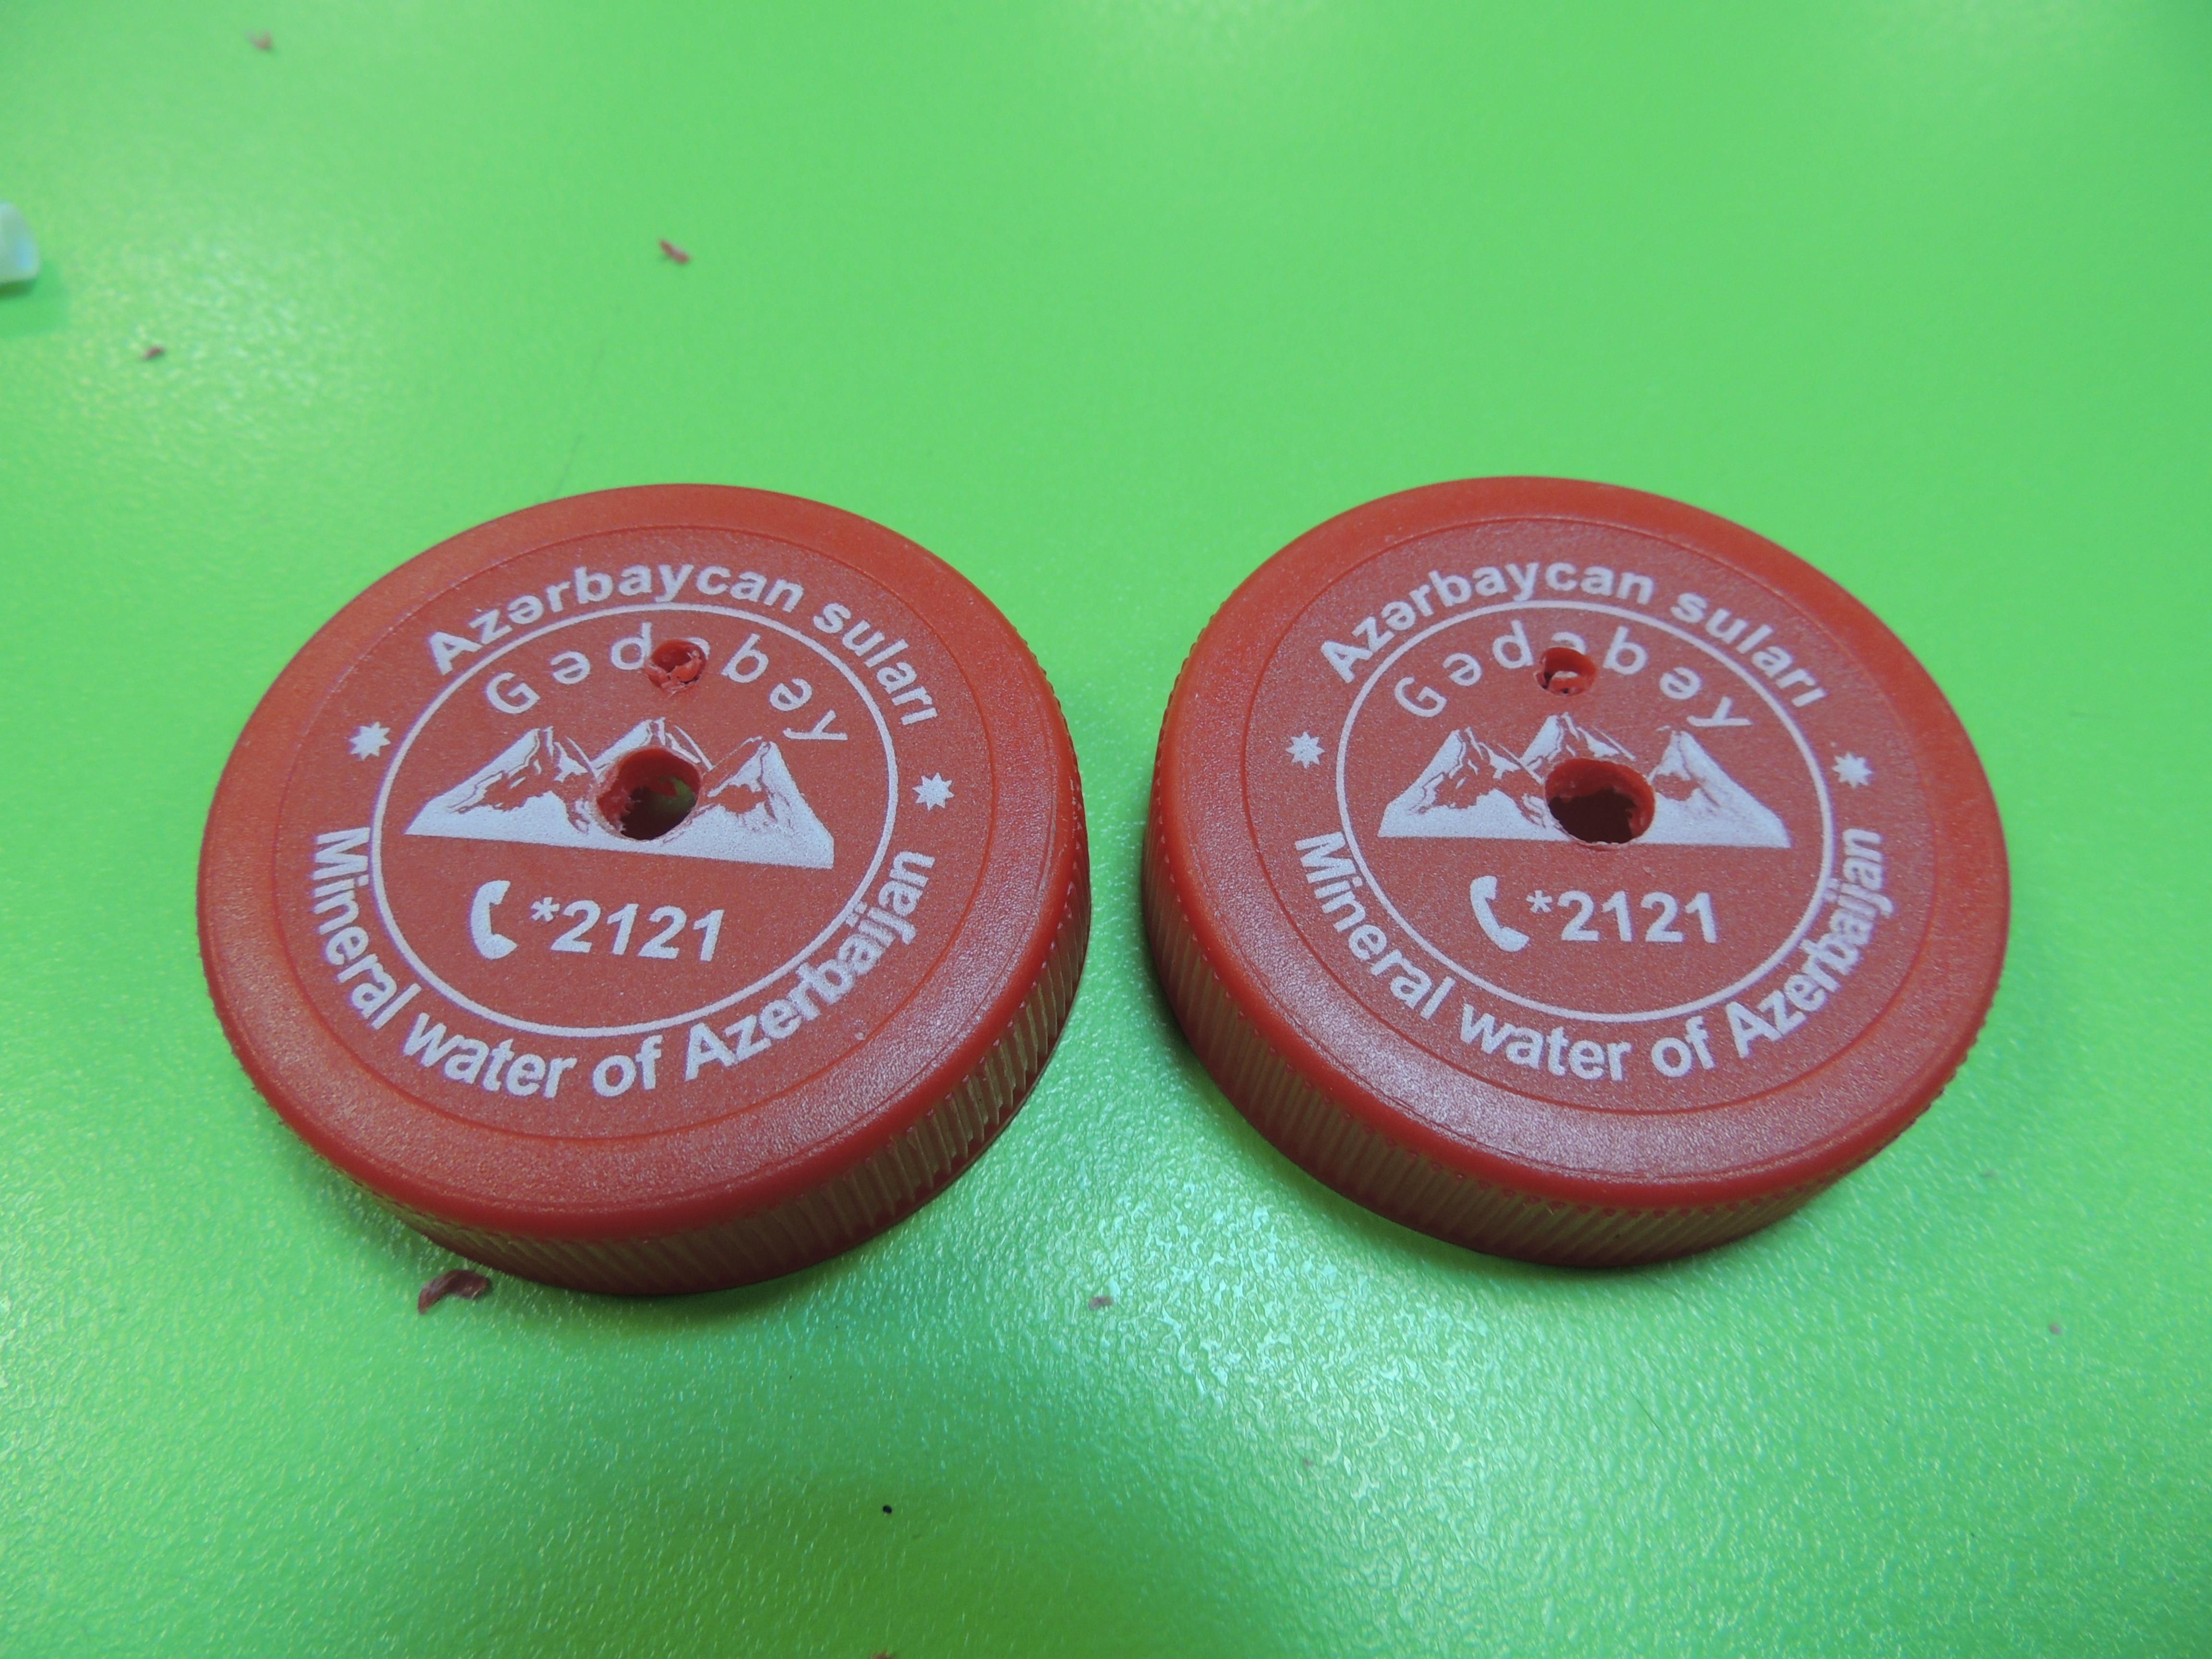 Azərbaycan suları
Gədəbəy
*2121
Mineral water of Azerbaijan
Azərbaycan suları
Gədəbəy
*2121
Mineral water of Azerbaijan